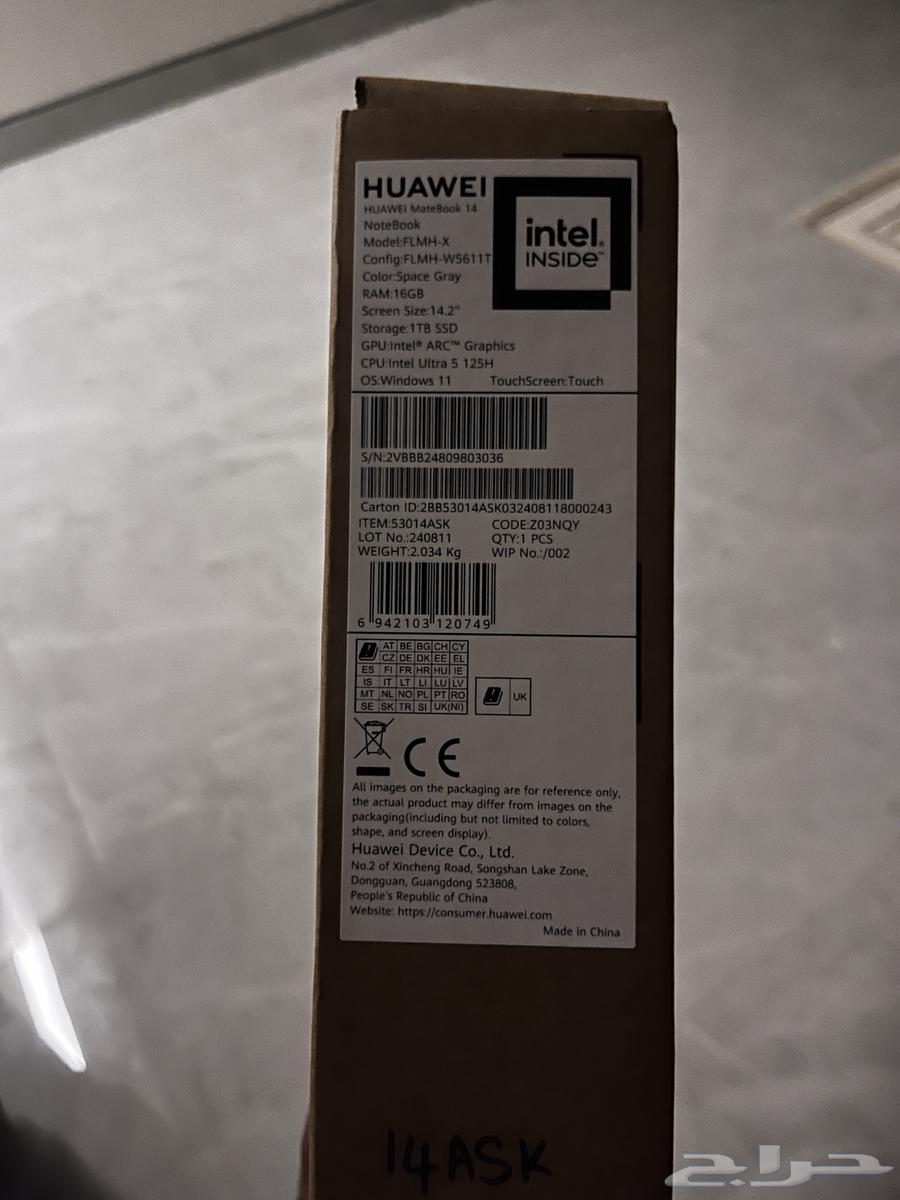 HUAWEI
HUAWEI MateBook 14
NoteBook
Model:FLMH-X
Config:FLMH-W5611T
Color:Space Gray
RAM:16GB
Screen Size:14.2"
Storage:1TB SSD
GPU:Intel® ARC™ Graphics
CPU:Intel Ultra 5 125H
OS:Windows 11 TouchScreen:Touch
intel.
INSIDE™
S/N:2VBBB24809803036
Carton ID:2BB53014ASK032408118000243
ITEM:53014ASK CODE:Z03NQY
LOT No.:240811 QTY:1 PCS
WEIGHT:2.034 Kg WIP No.:/002
6 942103 120749
AT BE BG CH CY
CZ DE DK EE EL
ES FI FR HR HU IE
IS IT LT LI LU LV
MT NL NO PL PT RO
SE SK TR SI UK(NI)
UK
CE
All images on the packaging are for reference only,
the actual product may differ from images on the
packaging(including but not limited to colors,
shape, and screen display).
Huawei Device Co., Ltd.
No.2 of Xincheng Road, Songshan Lake Zone,
Dongguan, Guangdong 523808,
People's Republic of China
Website: https://consumer.huawei.com
Made in China
14ASK
حراج